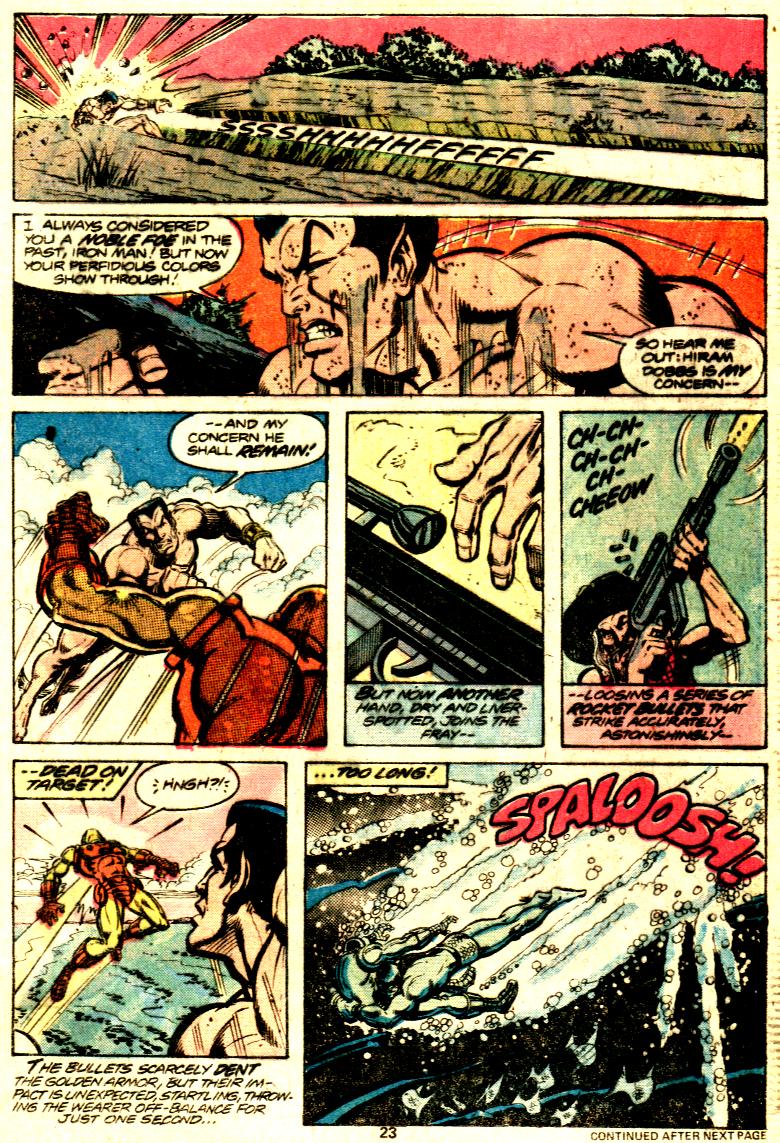 SSSSHHHHHFFFFFF
I ALWAYS CONSIDERED
YOU A NOBLE FOE IN THE
PAST, IRON MAN! BUT NOW
YOUR PERFIDIOUS COLORS
SHOW THROUGH!
SO HEAR ME
OUT: HIRAM
DOBBS IS MY
CONCERN--
--AND MY
CONCERN HE
SHALL REMAIN!
BUT NOW ANOTHER
HAND, DRY AND LIVER-
SPOTTED, JOINS THE
FRAY--
CH-CH-
CH-CH-
CH-
CHEEOW
--LOOSING A SERIES OF
ROCKET BULLETS THAT
STRIKE ACCURATELY,
ASTONISHINGLY--
--DEAD ON
TARGET!
HNGH?!
THE BULLETS SCARCELY DENT
THE GOLDEN ARMOR, BUT THEIR IM-
PACT IS UNEXPECTED, STARTLING, THROW-
ING THE WEARER OFF-BALANCE FOR
JUST ONE SECOND...
...TOO LONG!
SPALOOSH!
23
CONTINUED AFTER NEXT PAGE